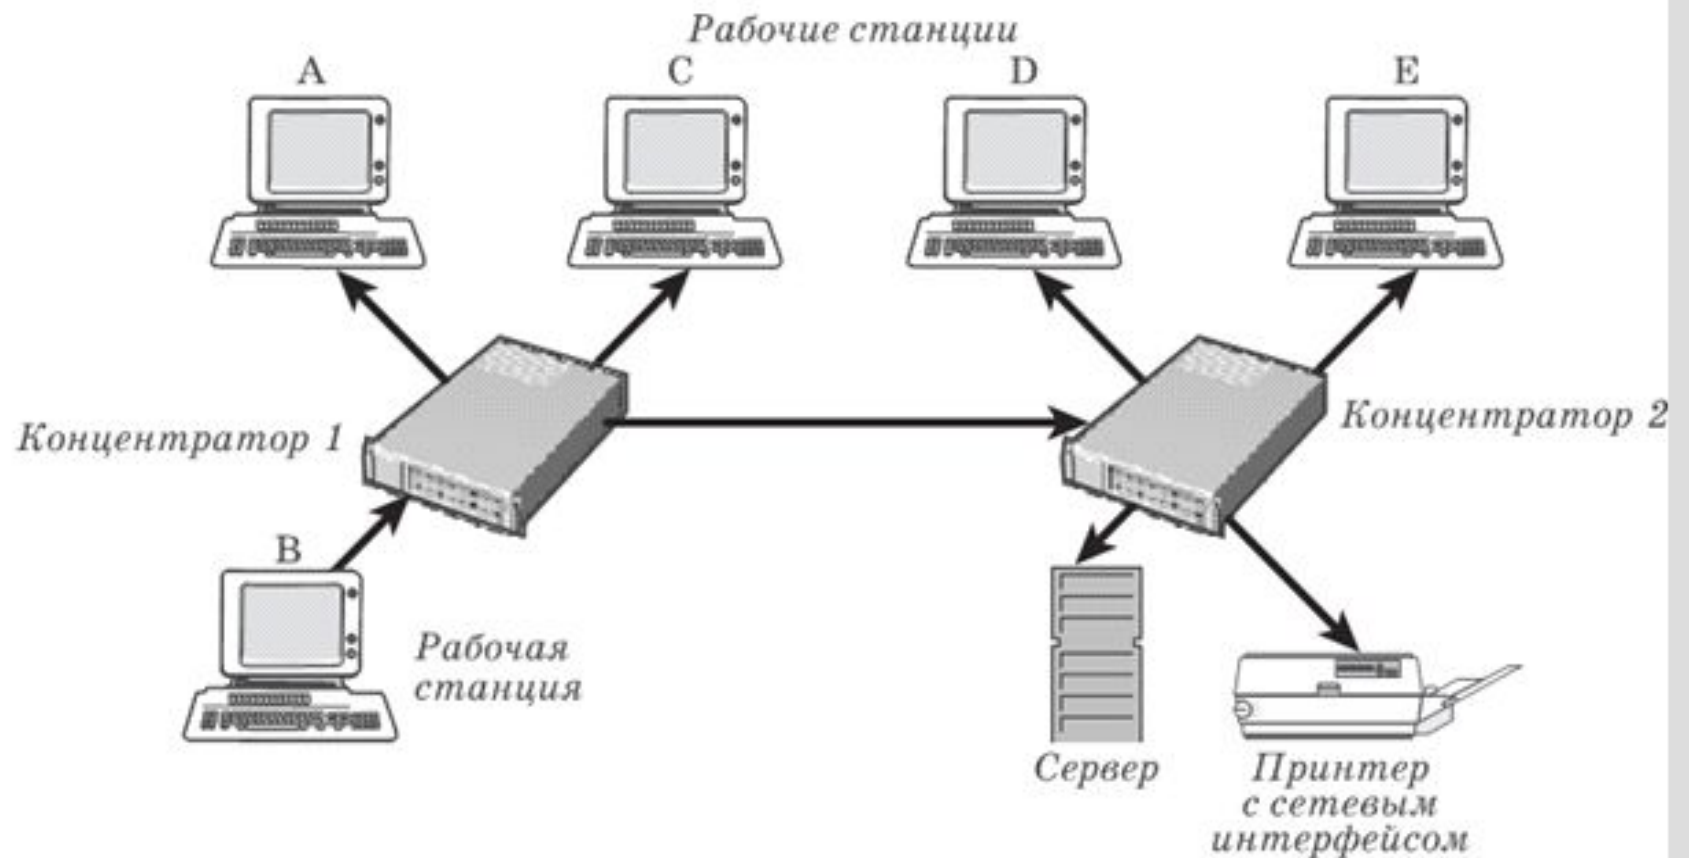 Рабочие станции
A
C
D
E
Концентратор 1
Концентратор 2
B
Рабочая
станция
Сервер
Принтер
с сетевым
интерфейсом